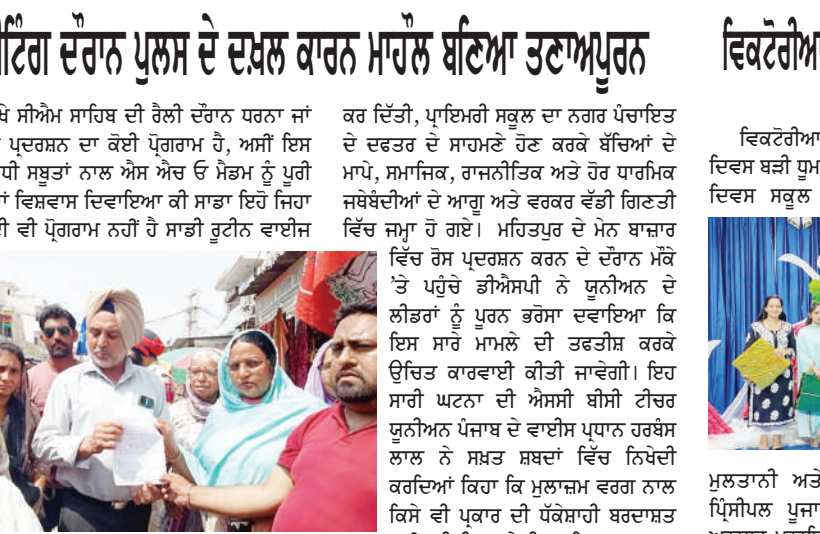 ਦੌਰਾਨ ਪੁਲਸ ਦੇ ਦਖ਼ਲ ਕਾਰਨ ਮਾਹੌਲ ਬਣਿਆ ਤਣਾਅਪੂਰਨ
ਸੀਐਮ ਸਾਹਿਬ ਦੀ ਰੈਲੀ ਦੌਰਾਨ ਧਰਨਾ ਜਾਂ
ਪ੍ਰਦਰਸ਼ਨ ਦਾ ਕੋਈ ਪ੍ਰੋਗਰਾਮ ਹੈ, ਅਸੀਂ ਇਸ
ਸਬੂਤਾਂ ਨਾਲ ਐਸ ਐਚ ਓ ਮੈਡਮ ਨੂੰ ਪੂਰੀ
ਵਿਸ਼ਵਾਸ ਦਿਵਾਇਆ ਕੀ ਸਾਡਾ ਇਹੋ ਜਿਹਾ
ਵੀ ਪ੍ਰੋਗਰਾਮ ਨਹੀਂ ਹੈ ਸਾਡੀ ਰੂਟੀਨ ਵਾਈਜ
ਕਰ ਦਿੱਤੀ, ਪ੍ਰਾਇਮਰੀ ਸਕੂਲ ਦਾ ਨਗਰ ਪੰਚਾਇਤ
ਦੇ ਦਫਤਰ ਦੇ ਸਾਹਮਣੇ ਹੋਣ ਕਰਕੇ ਬੱਚਿਆਂ ਦੇ
ਮਾਪੇ, ਸਮਾਜਿਕ, ਰਾਜਨੀਤਿਕ ਅਤੇ ਹੋਰ ਧਾਰਮਿਕ
ਜਥੇਬੰਦੀਆਂ ਦੇ ਆਗੂ ਅਤੇ ਵਰਕਰ ਵੱਡੀ ਗਿਣਤੀ
ਵਿੱਚ ਜਮ੍ਹਾ ਹੋ ਗਏ। ਮਹਿਤਪੁਰ ਦੇ ਮੇਨ ਬਾਜ਼ਾਰ
ਵਿੱਚ ਰੋਸ ਪ੍ਰਦਰਸ਼ਨ ਕਰਨ ਦੇ ਦੌਰਾਨ ਮੌਕੇ
’ਤੇ ਪਹੁੰਚੇ ਡੀਐਸਪੀ ਨੇ ਯੂਨੀਅਨ ਦੇ
ਲੀਡਰਾਂ ਨੂੰ ਪੂਰਨ ਭਰੋਸਾ ਦਵਾਇਆ ਕਿ
ਇਸ ਸਾਰੇ ਮਾਮਲੇ ਦੀ ਤਫਤੀਸ਼ ਕਰਕੇ
ਉਚਿਤ ਕਾਰਵਾਈ ਕੀਤੀ ਜਾਵੇਗੀ। ਇਹ
ਸਾਰੀ ਘਟਨਾ ਦੀ ਐਸਸੀ ਬੀਸੀ ਟੀਚਰ
ਯੂਨੀਅਨ ਪੰਜਾਬ ਦੇ ਵਾਈਸ ਪ੍ਰਧਾਨ ਹਰਬੰਸ
ਲਾਲ ਨੇ ਸਖ਼ਤ ਸ਼ਬਦਾਂ ਵਿੱਚ ਨਿਖੇਦੀ
ਕਰਦਿਆਂ ਕਿਹਾ ਕਿ ਮੁਲਾਜ਼ਮ ਵਰਗ ਨਾਲ
ਕਿਸੇ ਵੀ ਪ੍ਰਕਾਰ ਦੀ ਧੱਕੇਸ਼ਾਹੀ ਬਰਦਾਸ਼ਤ
ਵਿਕਟੋਰੀਆ
ਵਿਕਟੋਰੀਆ
ਦਿਵਸ ਬੜੀ ਧੂਮ
ਦਿਵਸ ਸਕੂਲ
ਮੁਲਤਾਨੀ ਅਤੇ
ਪ੍ਰਿੰਸੀਪਲ ਪੂਜਾ